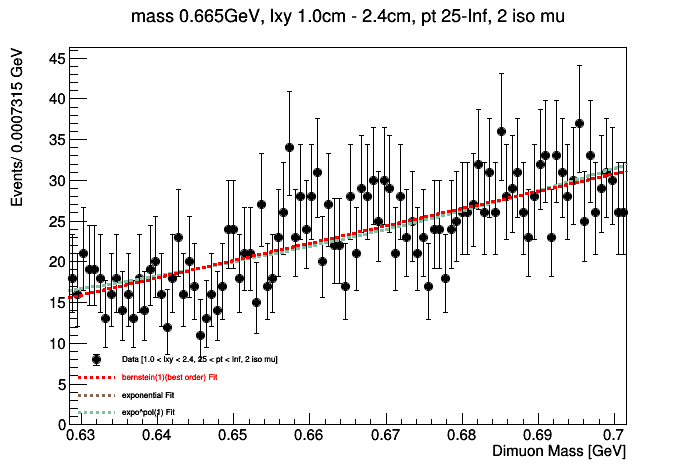 mass 0.665GeV, lxy 1.0cm - 2.4cm, pt 25-Inf, 2 iso mu
Events/ 0.0007315 GeV
45
40
35
30
25
20
15
10
5
0
Data [1.0 < lxy < 2.4, 25 < pt < Inf, 2 iso mu]
bernstein(1)(best order) Fit
exponential Fit
expo*pol(1) Fit
0.63 0.64 0.65 0.66 0.67 0.68 0.69 0.7
Dimuon Mass [GeV]